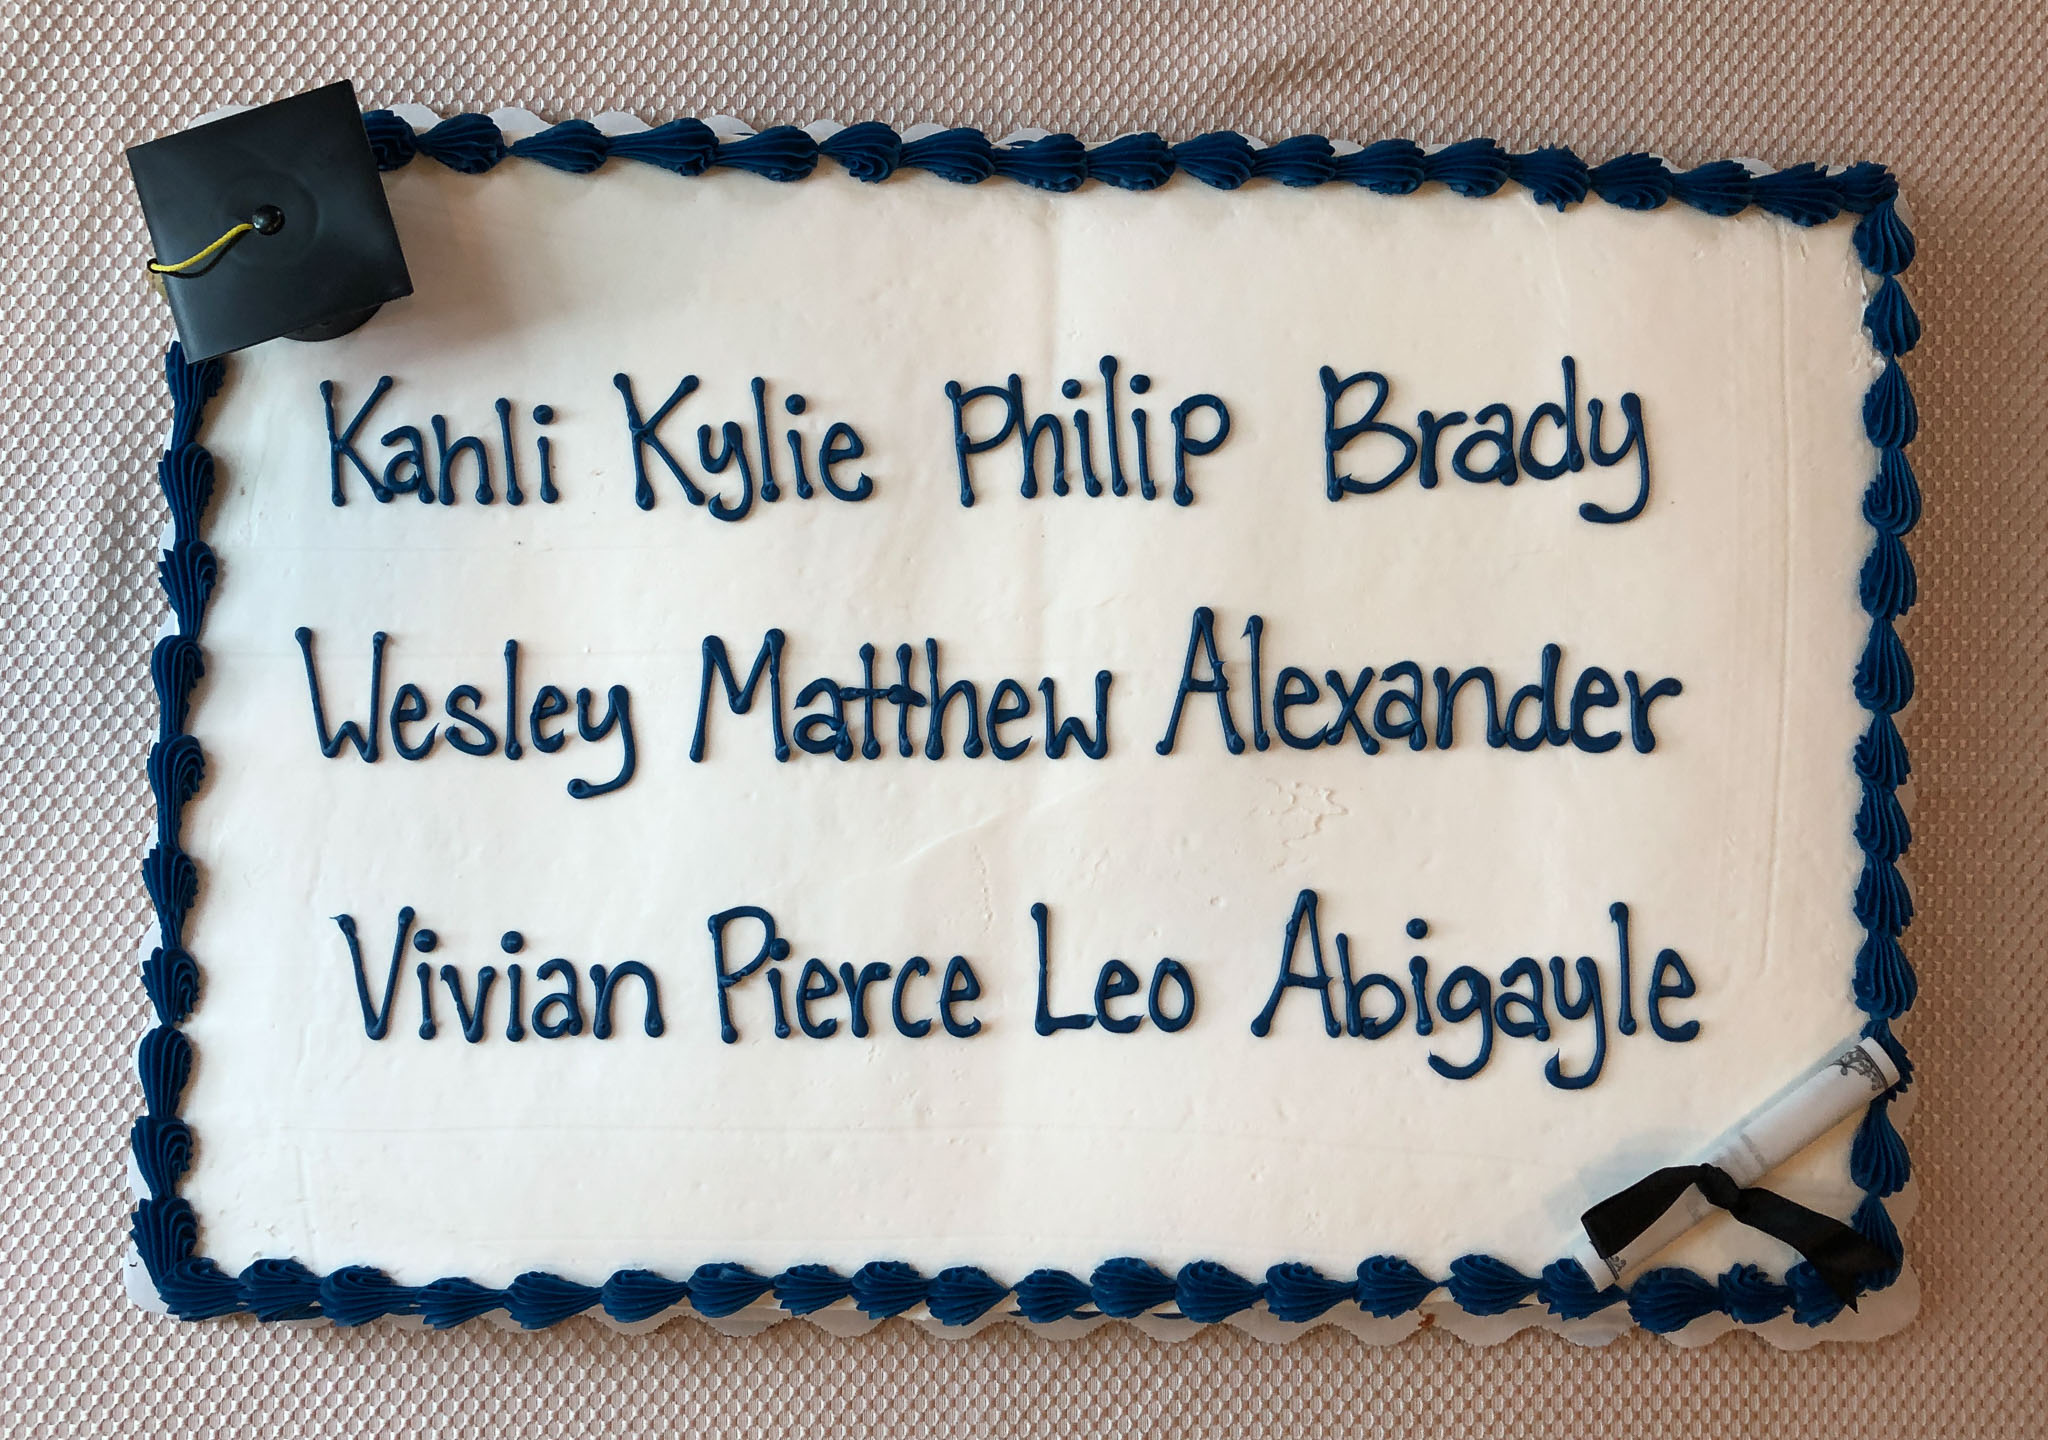 Kahli Kylie Philip Brady
Wesley Matthew Alexander
Vivian Pierce Leo Abigayle